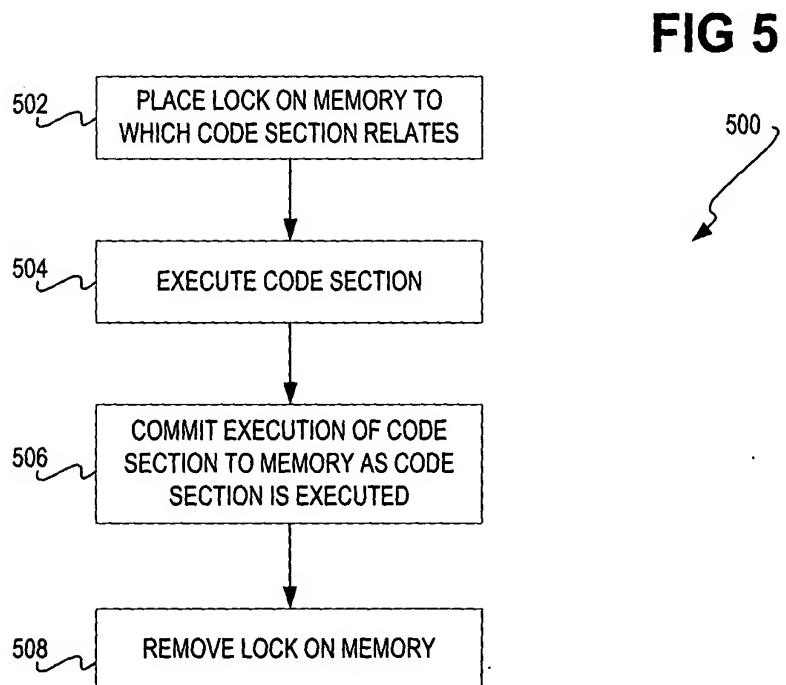 FIG 5
500
502
PLACE LOCK ON MEMORY TO
WHICH CODE SECTION RELATES
504
EXECUTE CODE SECTION
506
COMMIT EXECUTION OF CODE
SECTION TO MEMORY AS CODE
SECTION IS EXECUTED
508
REMOVE LOCK ON MEMORY